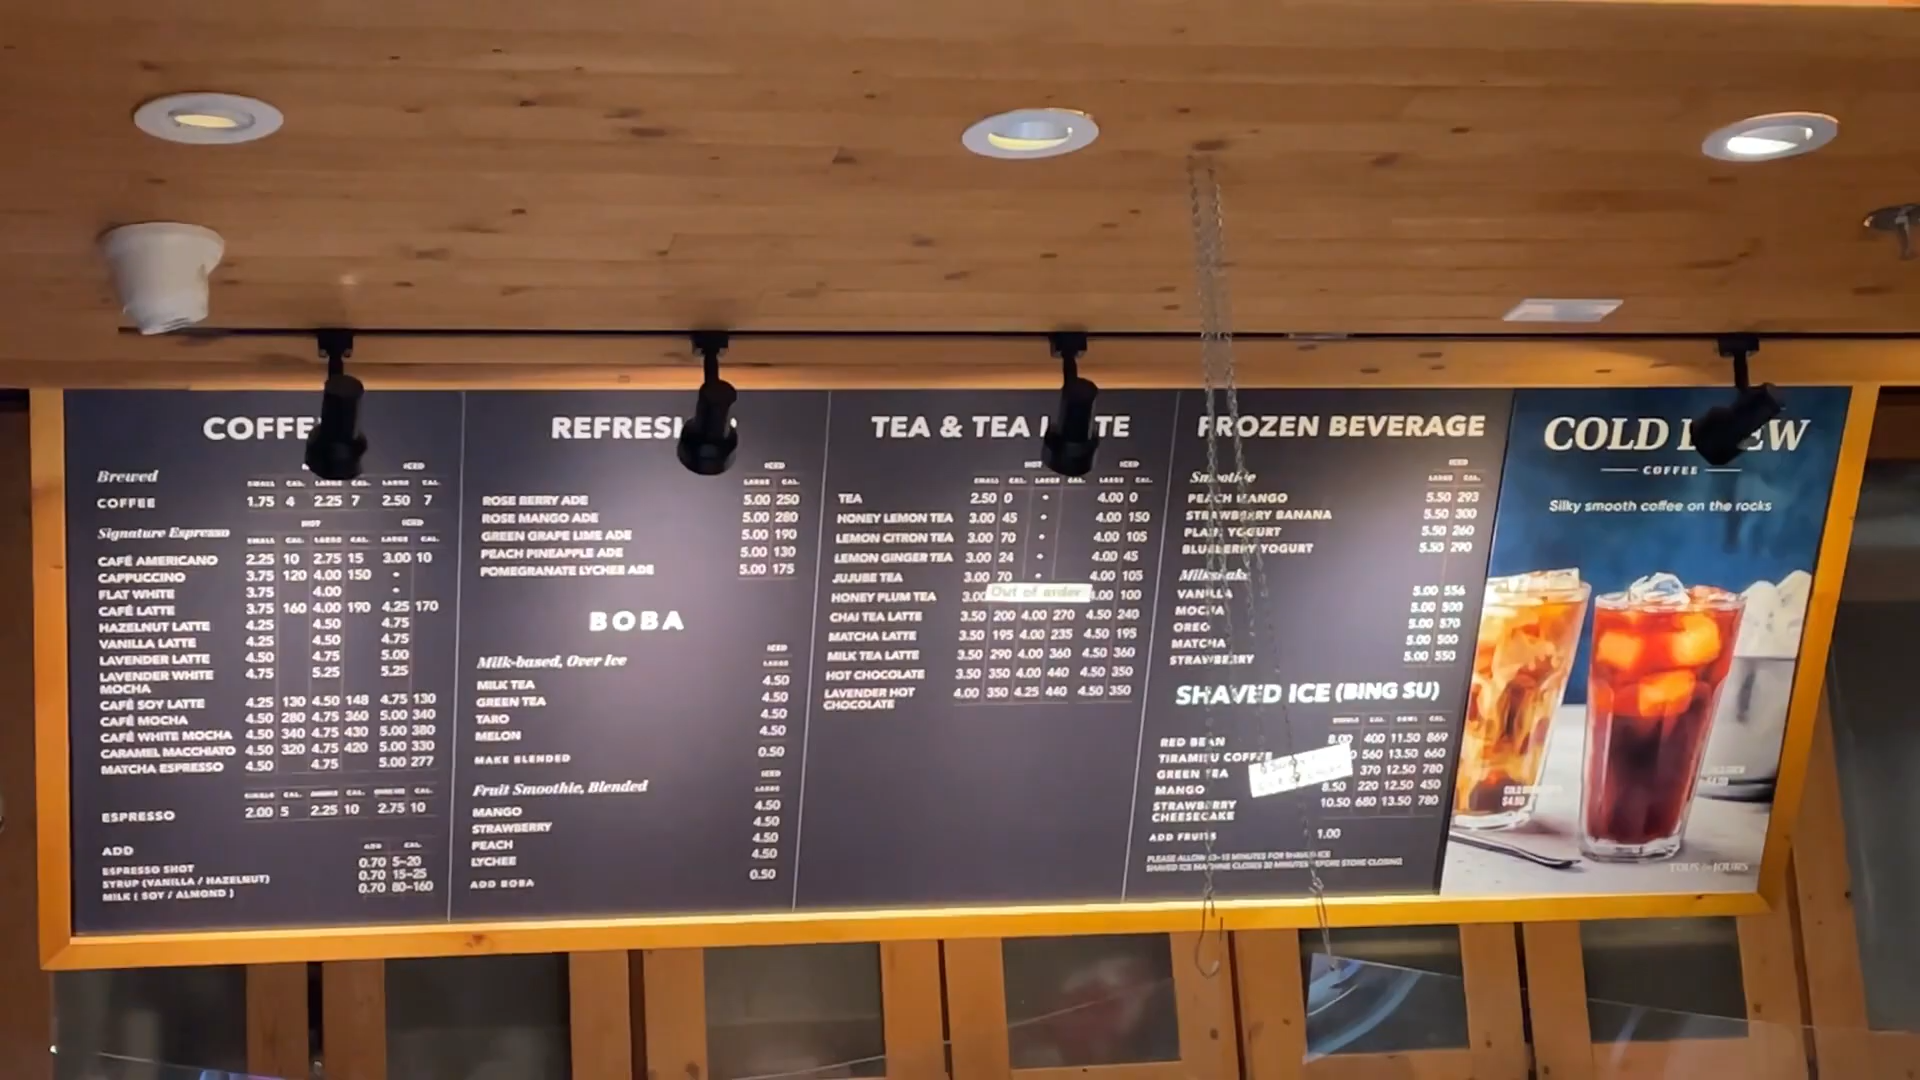 COFFE
Brewed
HOT ICED
SMALL CAL. LARGE CAL. LARGE CAL.
COFFEE 1.75 4 2.25 7 2.50 7
Signature Espresso
HOT ICED
SMALL CAL. LARGE CAL. LARGE CAL.
CAFÉ AMERICANO 2.25 10 2.75 15 3.00 10
CAPPUCCINO 3.75 120 4.00 150 •
FLAT WHITE 3.75 4.00 •
CAFÉ LATTE 3.75 160 4.00 190 4.25 170
HAZELNUT LATTE 4.25 4.50 4.75
VANILLA LATTE 4.25 4.50 4.75
LAVENDER LATTE 4.50 4.75 5.00
LAVENDER WHITE 4.75 5.25 5.25
MOCHA
CAFÉ SOY LATTE 4.25 130 4.50 148 4.75 130
CAFÉ MOCHA 4.50 280 4.75 360 5.00 340
CAFÉ WHITE MOCHA 4.50 340 4.75 430 5.00 380
CARAMEL MACCHIATO 4.50 320 4.75 420 5.00 330
MATCHA ESPRESSO 4.50 4.75 5.00 277
SINGLE CAL. DOUBLE CAL. CAL.
ESPRESSO 2.00 5 2.25 10 2.75 10
ADD ADD CAL.
ESPRESSO SHOT 0.70 5-20
SYRUP (VANILLA / HAZELNUT) 0.70 15-25
MILK ( SOY / ALMOND ) 0.70 80-160
REFRES
ICED
LARGE CAL.
ROSE BERRY ADE 5.00 250
ROSE MANGO ADE 5.00 280
GREEN GRAPE LIME ADE 5.00 190
PEACH PINEAPPLE ADE 5.00 130
POMEGRANATE LYCHEE ADE 5.00 175
BOBA
Milk-based, Over Ice
ICED
LARGE
MILK TEA 4.50
GREEN TEA 4.50
TARO 4.50
MELON 4.50
MAKE BLENDED 0.50
Fruit Smoothie, Blended
ICED
LARGE
MANGO 4.50
STRAWBERRY 4.50
PEACH 4.50
LYCHEE 4.50
ADD BOBA 0.50
TEA & TEA LATTE
HOT ICED
SMALL CAL. LARGE CAL. LARGE CAL.
TEA 2.50 0 • 4.00 0
HONEY LEMON TEA 3.00 45 • 4.00 150
LEMON CITRON TEA 3.00 70 • 4.00 105
LEMON GINGER TEA 3.00 24 • 4.00 45
JUJUBE TEA 3.00 70 • 4.00 105
HONEY PLUM TEA 3.00 Out of order 4.00 100
CHAI TEA LATTE 3.50 200 4.00 270 4.50 240
MATCHA LATTE 3.50 195 4.00 235 4.50 195
MILK TEA LATTE 3.50 290 4.00 360 4.50 360
HOT CHOCOLATE 3.50 350 4.00 440 4.50 350
LAVENDER HOT 4.00 350 4.25 440 4.50 350
CHOCOLATE
FROZEN BEVERAGE
Smoothie
ICED
LARGE CAL.
PEACH MANGO 5.50 293
STRAWBERRY BANANA 5.50 300
PLAIN YOGURT 5.50 260
BLUEBERRY YOGURT 5.50 290
Milkshake
VANILLA 5.00 556
MOCHA 5.00 500
OREO 5.00 570
MATCHA 5.00 500
STRAWBERRY 5.00 550
SHAVED ICE (BING SU)
SINGLE CAL. BOWL CAL.
RED BEAN 8.00 400 11.50 869
TIRAMISU COFFEE 560 13.50 660
GREEN TEA 370 12.50 780
MANGO 8.50 220 12.50 450
STRAWBERRY 10.50 680 13.50 780
CHEESECAKE
ADD FRUITS 1.00
PLEASE ALLOW 13-15 MINUTES FOR SHAVED ICE
SHAVED ICE MACHINE CLOSES 30 MINUTES BEFORE STORE CLOSING
COLD BREW
COFFEE
Silky smooth coffee on the rocks
TOUS les JOURS